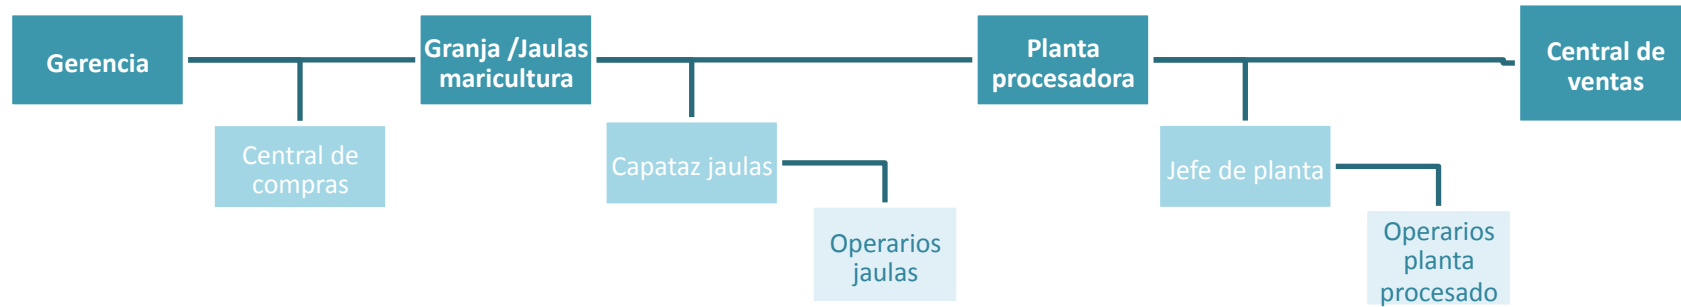 Gerencia
Granja /Jaulas
maricultura
Planta
procesadora
Central de
ventas
Central de
compras
Capataz jaulas
Jefe de planta
Operarios
jaulas
Operarios
planta
procesado